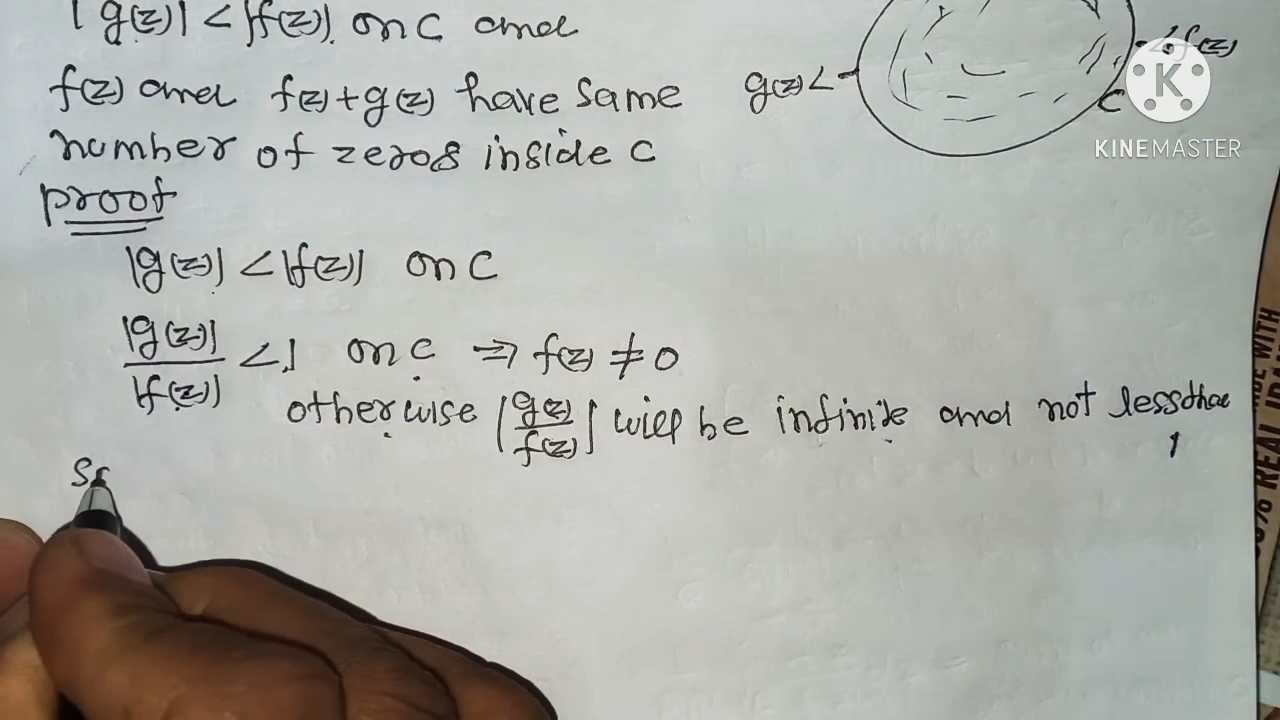 |g(z)| < |f(z)| on C and
f(z) and f(z)+g(z) have same
number of zeros inside C
g(z) <
f(z)
C
K
KINEMASTER
proof
|g(z)| < |f(z)| on C
|g(z)|/|f(z)| < 1 on C ⇒ f(z) ≠ 0
otherwise |g(z)/f(z)| will be infinite and not less than
1